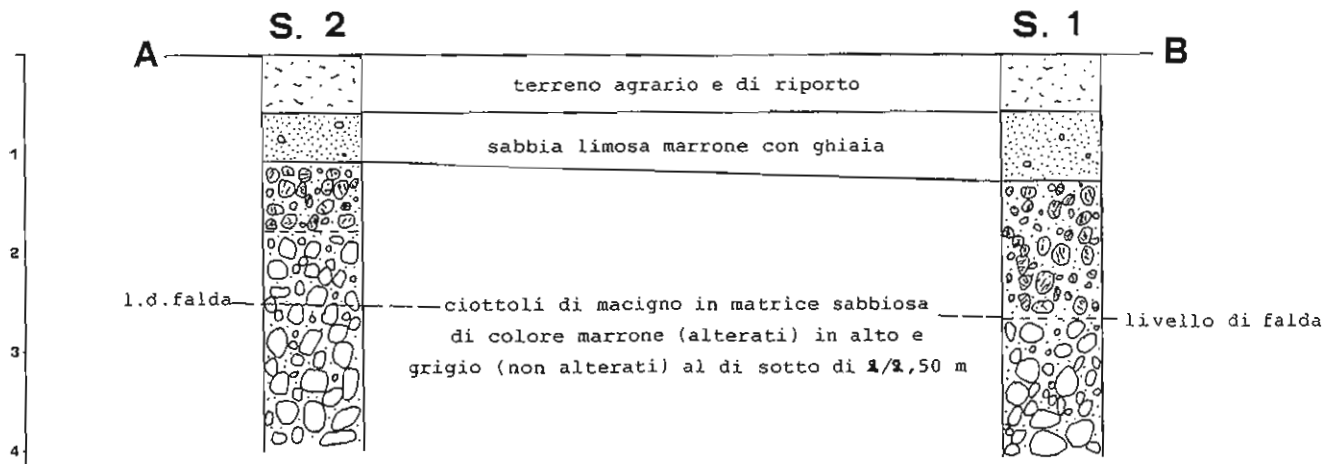 S. 2
S. 1
A
B
terreno agrario e di riporto
1
sabbia limosa marrone con ghiaia
2
l.d.falda
ciottoli di macigno in matrice sabbiosa
livello di falda
di colore marrone (alterati) in alto e
3
grigio (non alterati) al di sotto di ,50 m
4